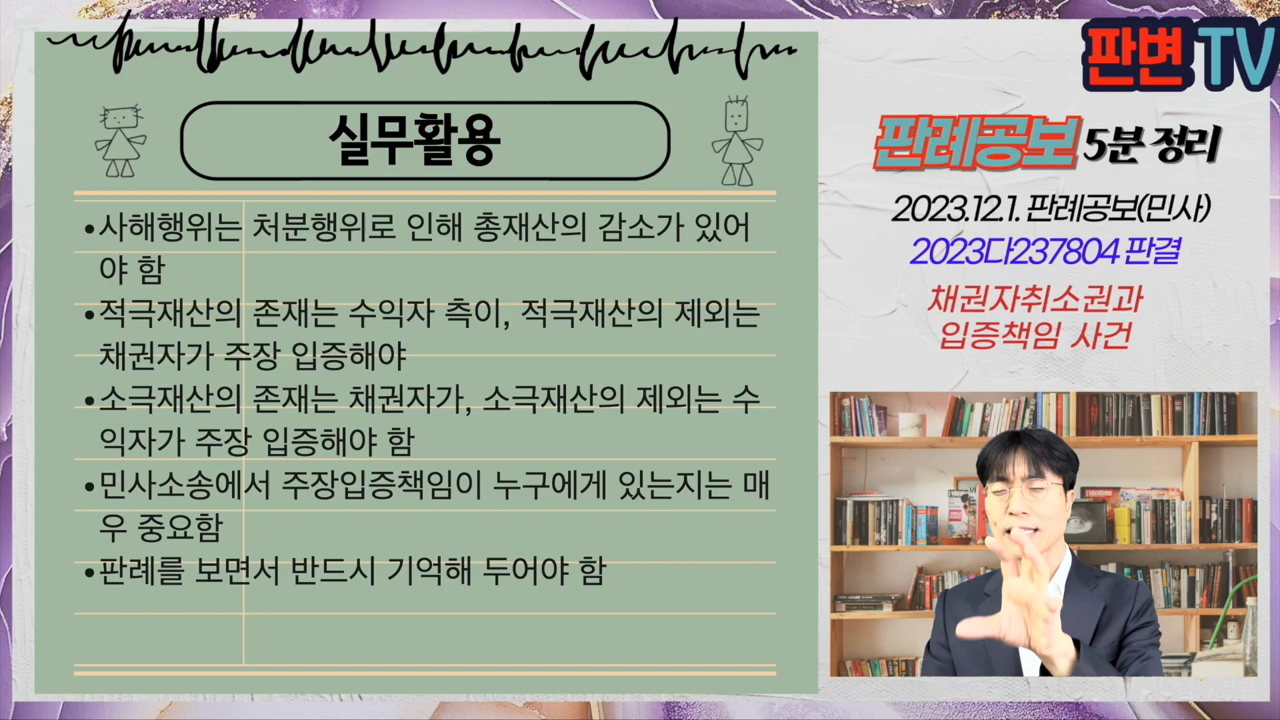 실무활용
•사해행위는 처분행위로 인해 총재산의 감소가 있어
야 함
•적극재산의 존재는 수익자 측이, 적극재산의 제외는
채권자가 주장 입증해야
•소극재산의 존재는 채권자가, 소극재산의 제외는 수
익자가 주장 입증해야 함
•민사소송에서 주장입증책임이 누구에게 있는지는 매
우 중요함
•판례를 보면서 반드시 기억해 두어야 함
판변 TV
판례공보 5분 정리
2023.12.1. 판례공보(민사)
2023다237804 판결
채권자취소권과
입증책임 사건